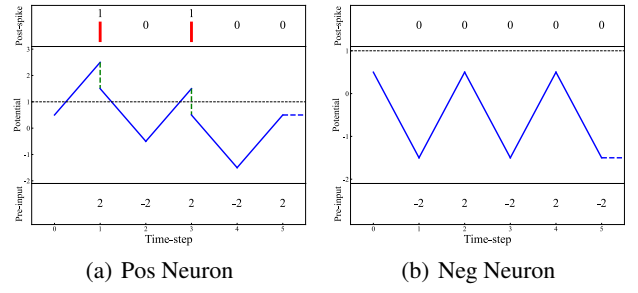 Post-spike
1 0 1 0 0
Potential
3
2
1
0
-1
-2
Pre-input
2 -2 2 -2 2
0 1 2 3 4 5
Time-step
(a) Pos Neuron
Post-spike
0 0 0 0 0
Potential
1
0
-1
-2
Pre-input
-2 2 -2 2 -2
0 1 2 3 4 5
Time-step
(b) Neg Neuron